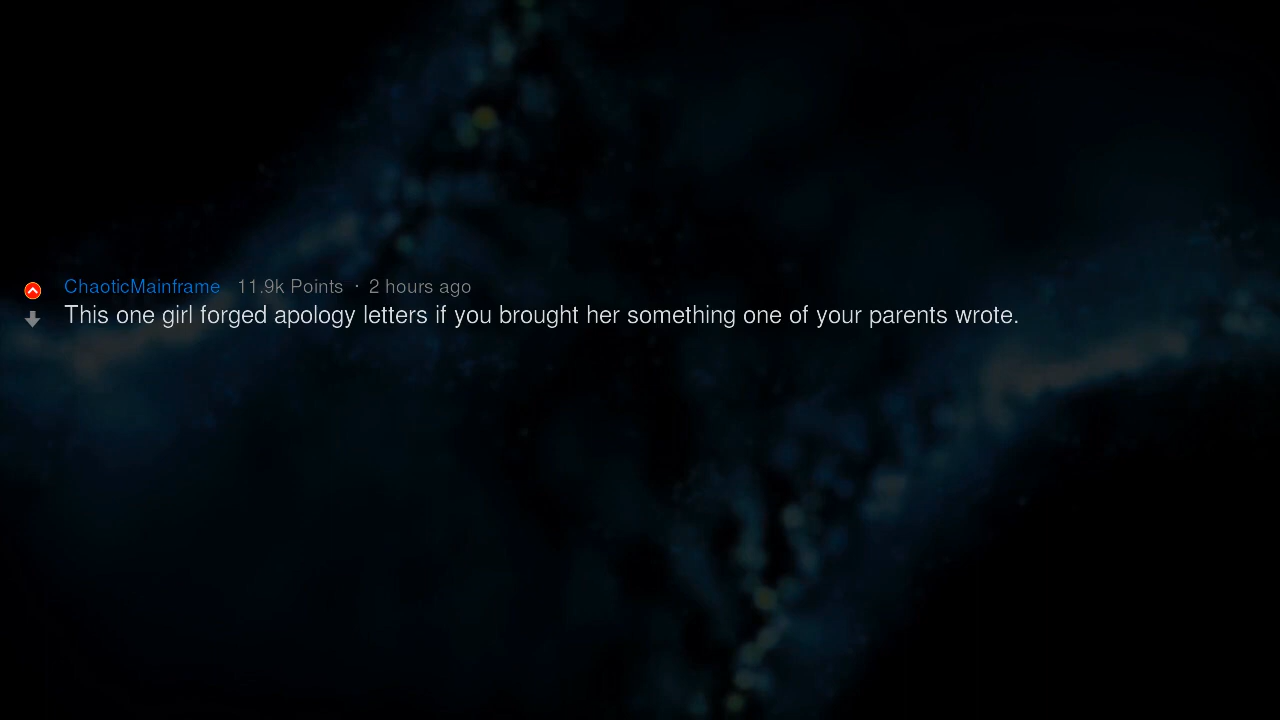 ChaoticMainframe 11.9k Points · 2 hours ago
This one girl forged apology letters if you brought her something one of your parents wrote.